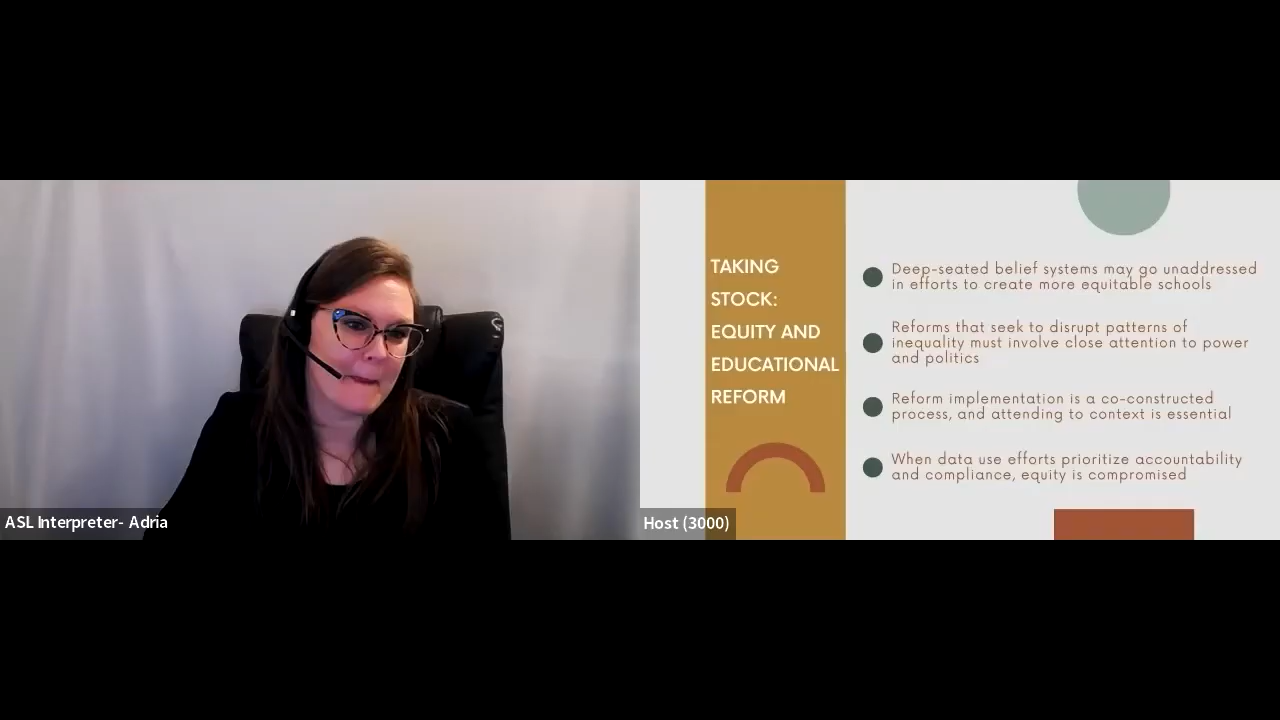 ASL Interpreter- Adria
TAKING
STOCK:
EQUITY AND
EDUCATIONAL
REFORM
Deep-seated belief systems may go unaddressed
in efforts to create more equitable schools
Reforms that seek to disrupt patterns of
inequality must involve close attention to power
and politics
Reform implementation is a co-constructed
process, and attending to context is essential
When data use efforts prioritize accountability
and compliance, equity is compromised
Host (3000)